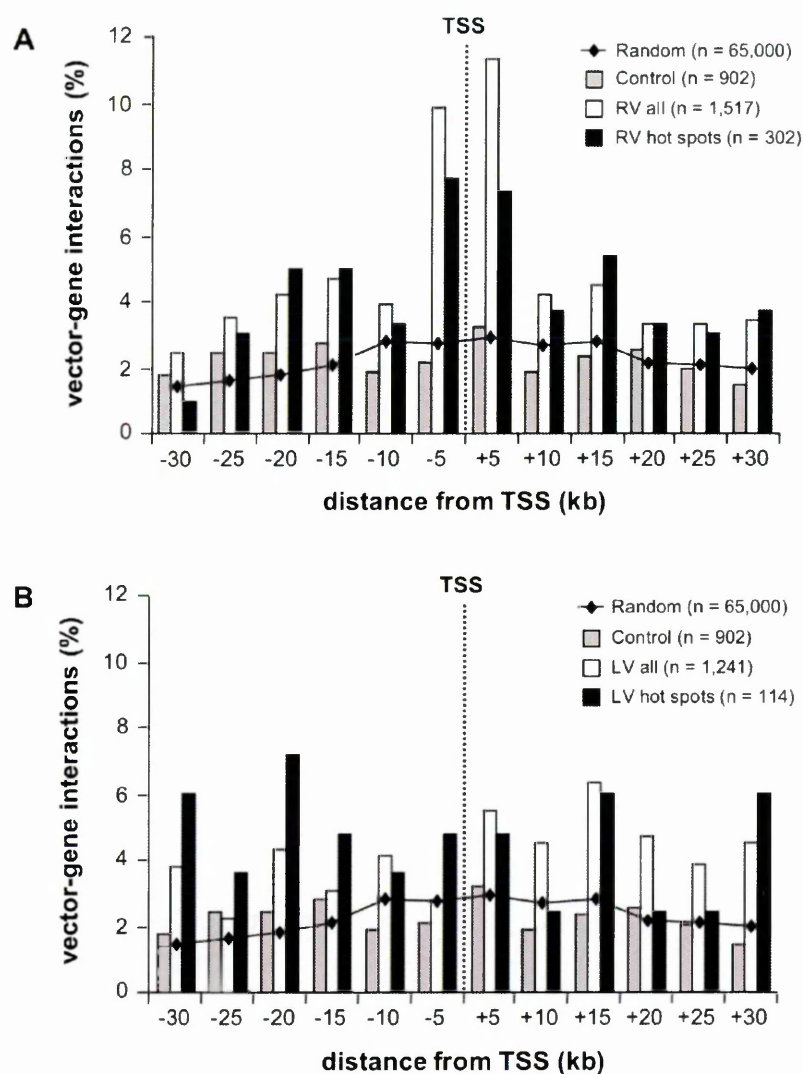 A
TSS
12
10
8
6
4
2
0
vector-gene interactions (%)
Random (n = 65,000)
Control (n = 902)
RV all (n = 1,517)
RV hot spots (n = 302)
-30 -25 -20 -15 -10 -5 +5 +10 +15 +20 +25 +30
distance from TSS (kb)
B
TSS
12
10
8
6
4
2
0
vector-gene interactions (%)
Random (n = 65,000)
Control (n = 902)
LV all (n = 1,241)
LV hot spots (n = 114)
-30 -25 -20 -15 -10 -5 +5 +10 +15 +20 +25 +30
distance from TSS (kb)